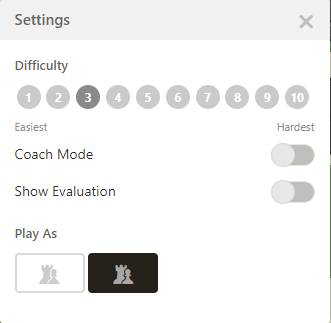 Settings
Difficulty
1 2 3 4 5 6 7 8 9 10
Easiest Hardest
Coach Mode
Show Evaluation
Play As